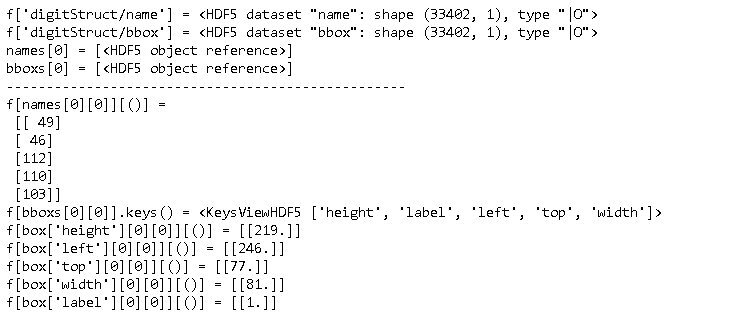 f['digitStruct/name'] = <HDF5 dataset "name": shape (33402, 1), type "|O">
f['digitStruct/bbox'] = <HDF5 dataset "bbox": shape (33402, 1), type "|O">
names[0] = [<HDF5 object reference>]
bboxs[0] = [<HDF5 object reference>]
--------------------------------------------------
f[names[0][0]][()] =
[[ 49]
[ 46]
[112]
[110]
[103]]
f[bboxs[0][0]].keys() = <KeysViewHDF5 ['height', 'label', 'left', 'top', 'width']>
f[box['height'][0][0]][()] = [[219.]]
f[box['left'][0][0]][()] = [[246.]]
f[box['top'][0][0]][()] = [[77.]]
f[box['width'][0][0]][()] = [[81.]]
f[box['label'][0][0]][()] = [[1.]]